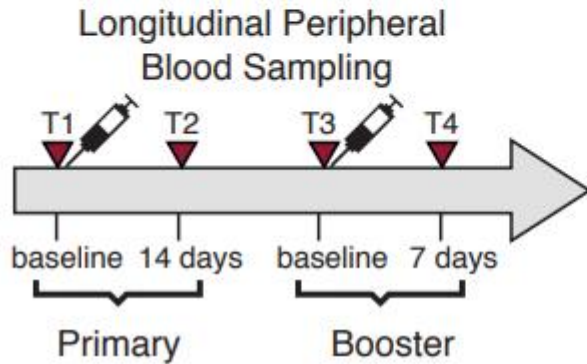 Longitudinal Peripheral
Blood Sampling
T1 T2 T3 T4
baseline 14 days baseline 7 days
Primary Booster